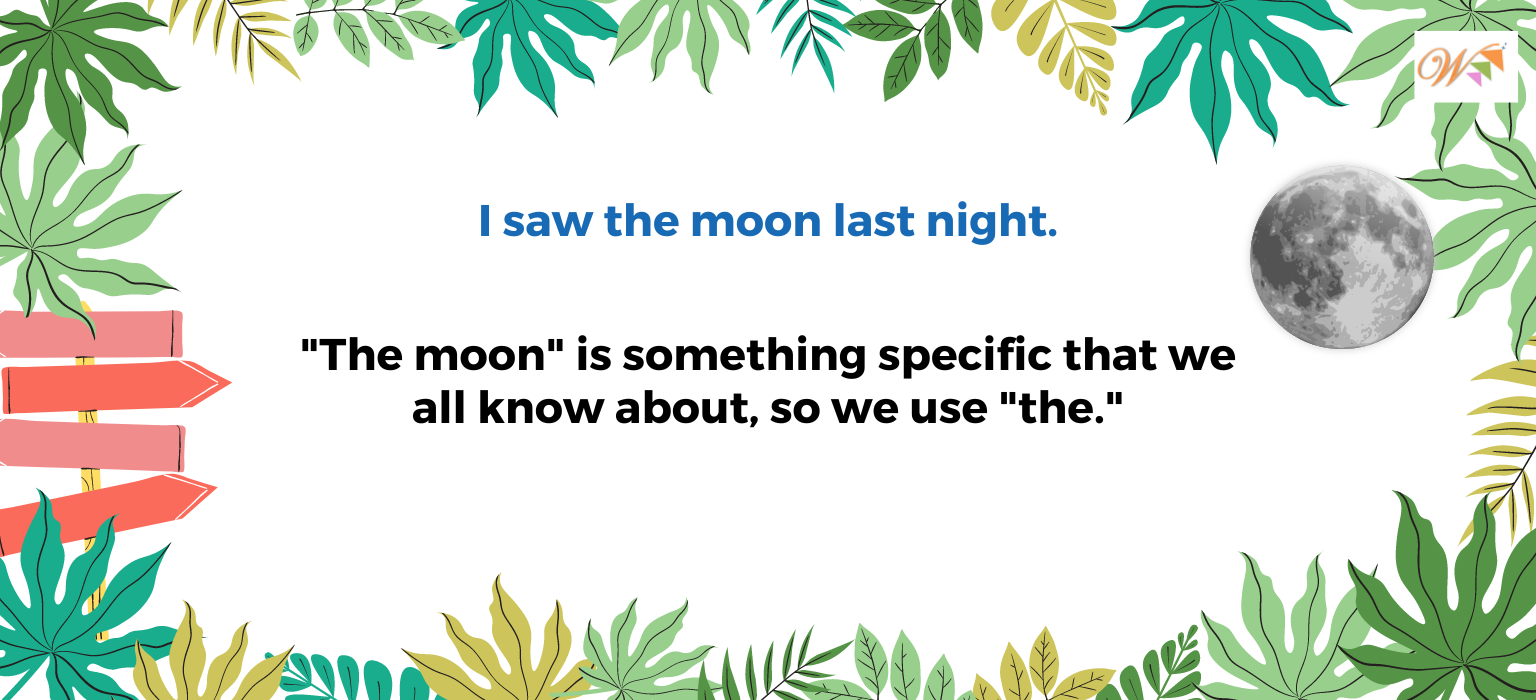 W
I saw the moon last night.
"The moon" is something specific that we
all know about, so we use "the."